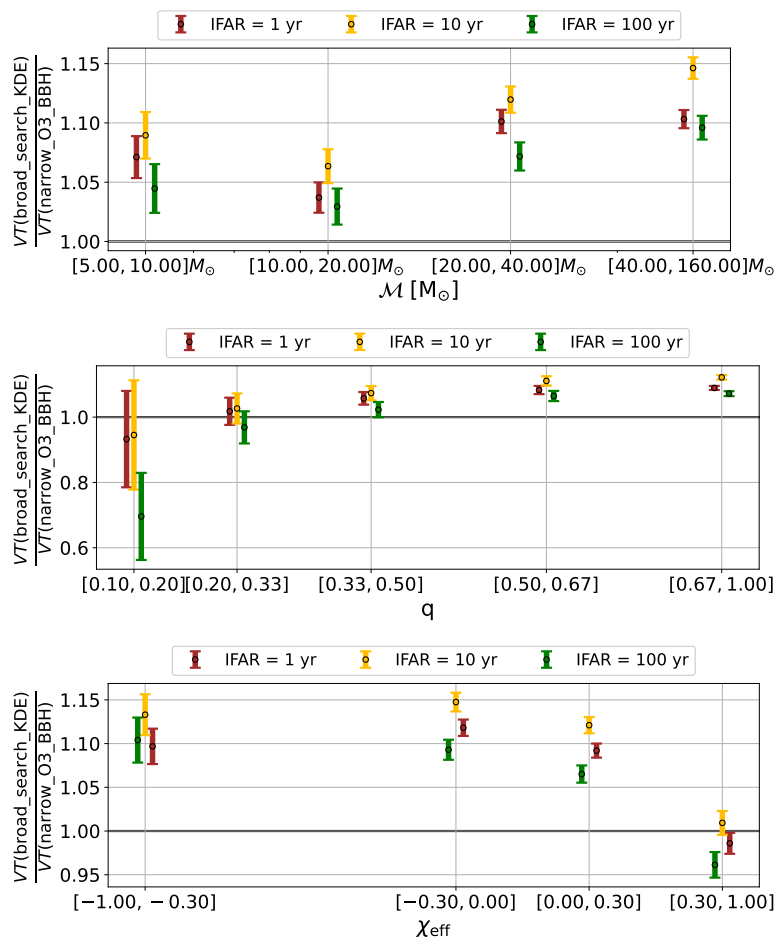 IFAR = 1 yr IFAR = 10 yr IFAR = 100 yr
1.15
1.10
1.05
1.00
VT(broad_search_KDE)
VT(narrow_O3_BBH)
[5.00, 10.00]M⊙ [10.00, 20.00]M⊙ [20.00, 40.00]M⊙ [40.00, 160.00]M⊙
ℳ [M⊙]
IFAR = 1 yr IFAR = 10 yr IFAR = 100 yr
1.0
0.8
0.6
VT(broad_search_KDE)
VT(narrow_O3_BBH)
[0.10, 0.20] [0.20, 0.33] [0.33, 0.50] [0.50, 0.67] [0.67, 1.00]
q
IFAR = 1 yr IFAR = 10 yr IFAR = 100 yr
1.15
1.10
1.05
1.00
0.95
VT(broad_search_KDE)
VT(narrow_O3_BBH)
[−1.00, −0.30] [−0.30, 0.00] [0.00, 0.30] [0.30, 1.00]
χeff